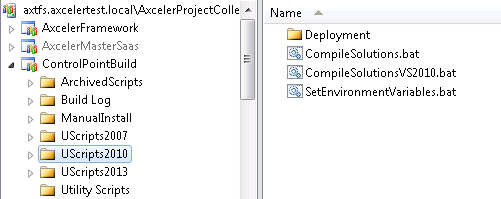 axtfs.axcelertest.local\AxcelerProjectColle
AxcelerFramework
AxcelerMasterSaas
ControlPointBuild
ArchivedScripts
Build Log
ManualInstall
UScripts2007
UScripts2010
UScripts2013
Utility Scripts
Name
Deployment
CompileSolutions.bat
CompileSolutionsVS2010.bat
SetEnvironmentVariables.bat